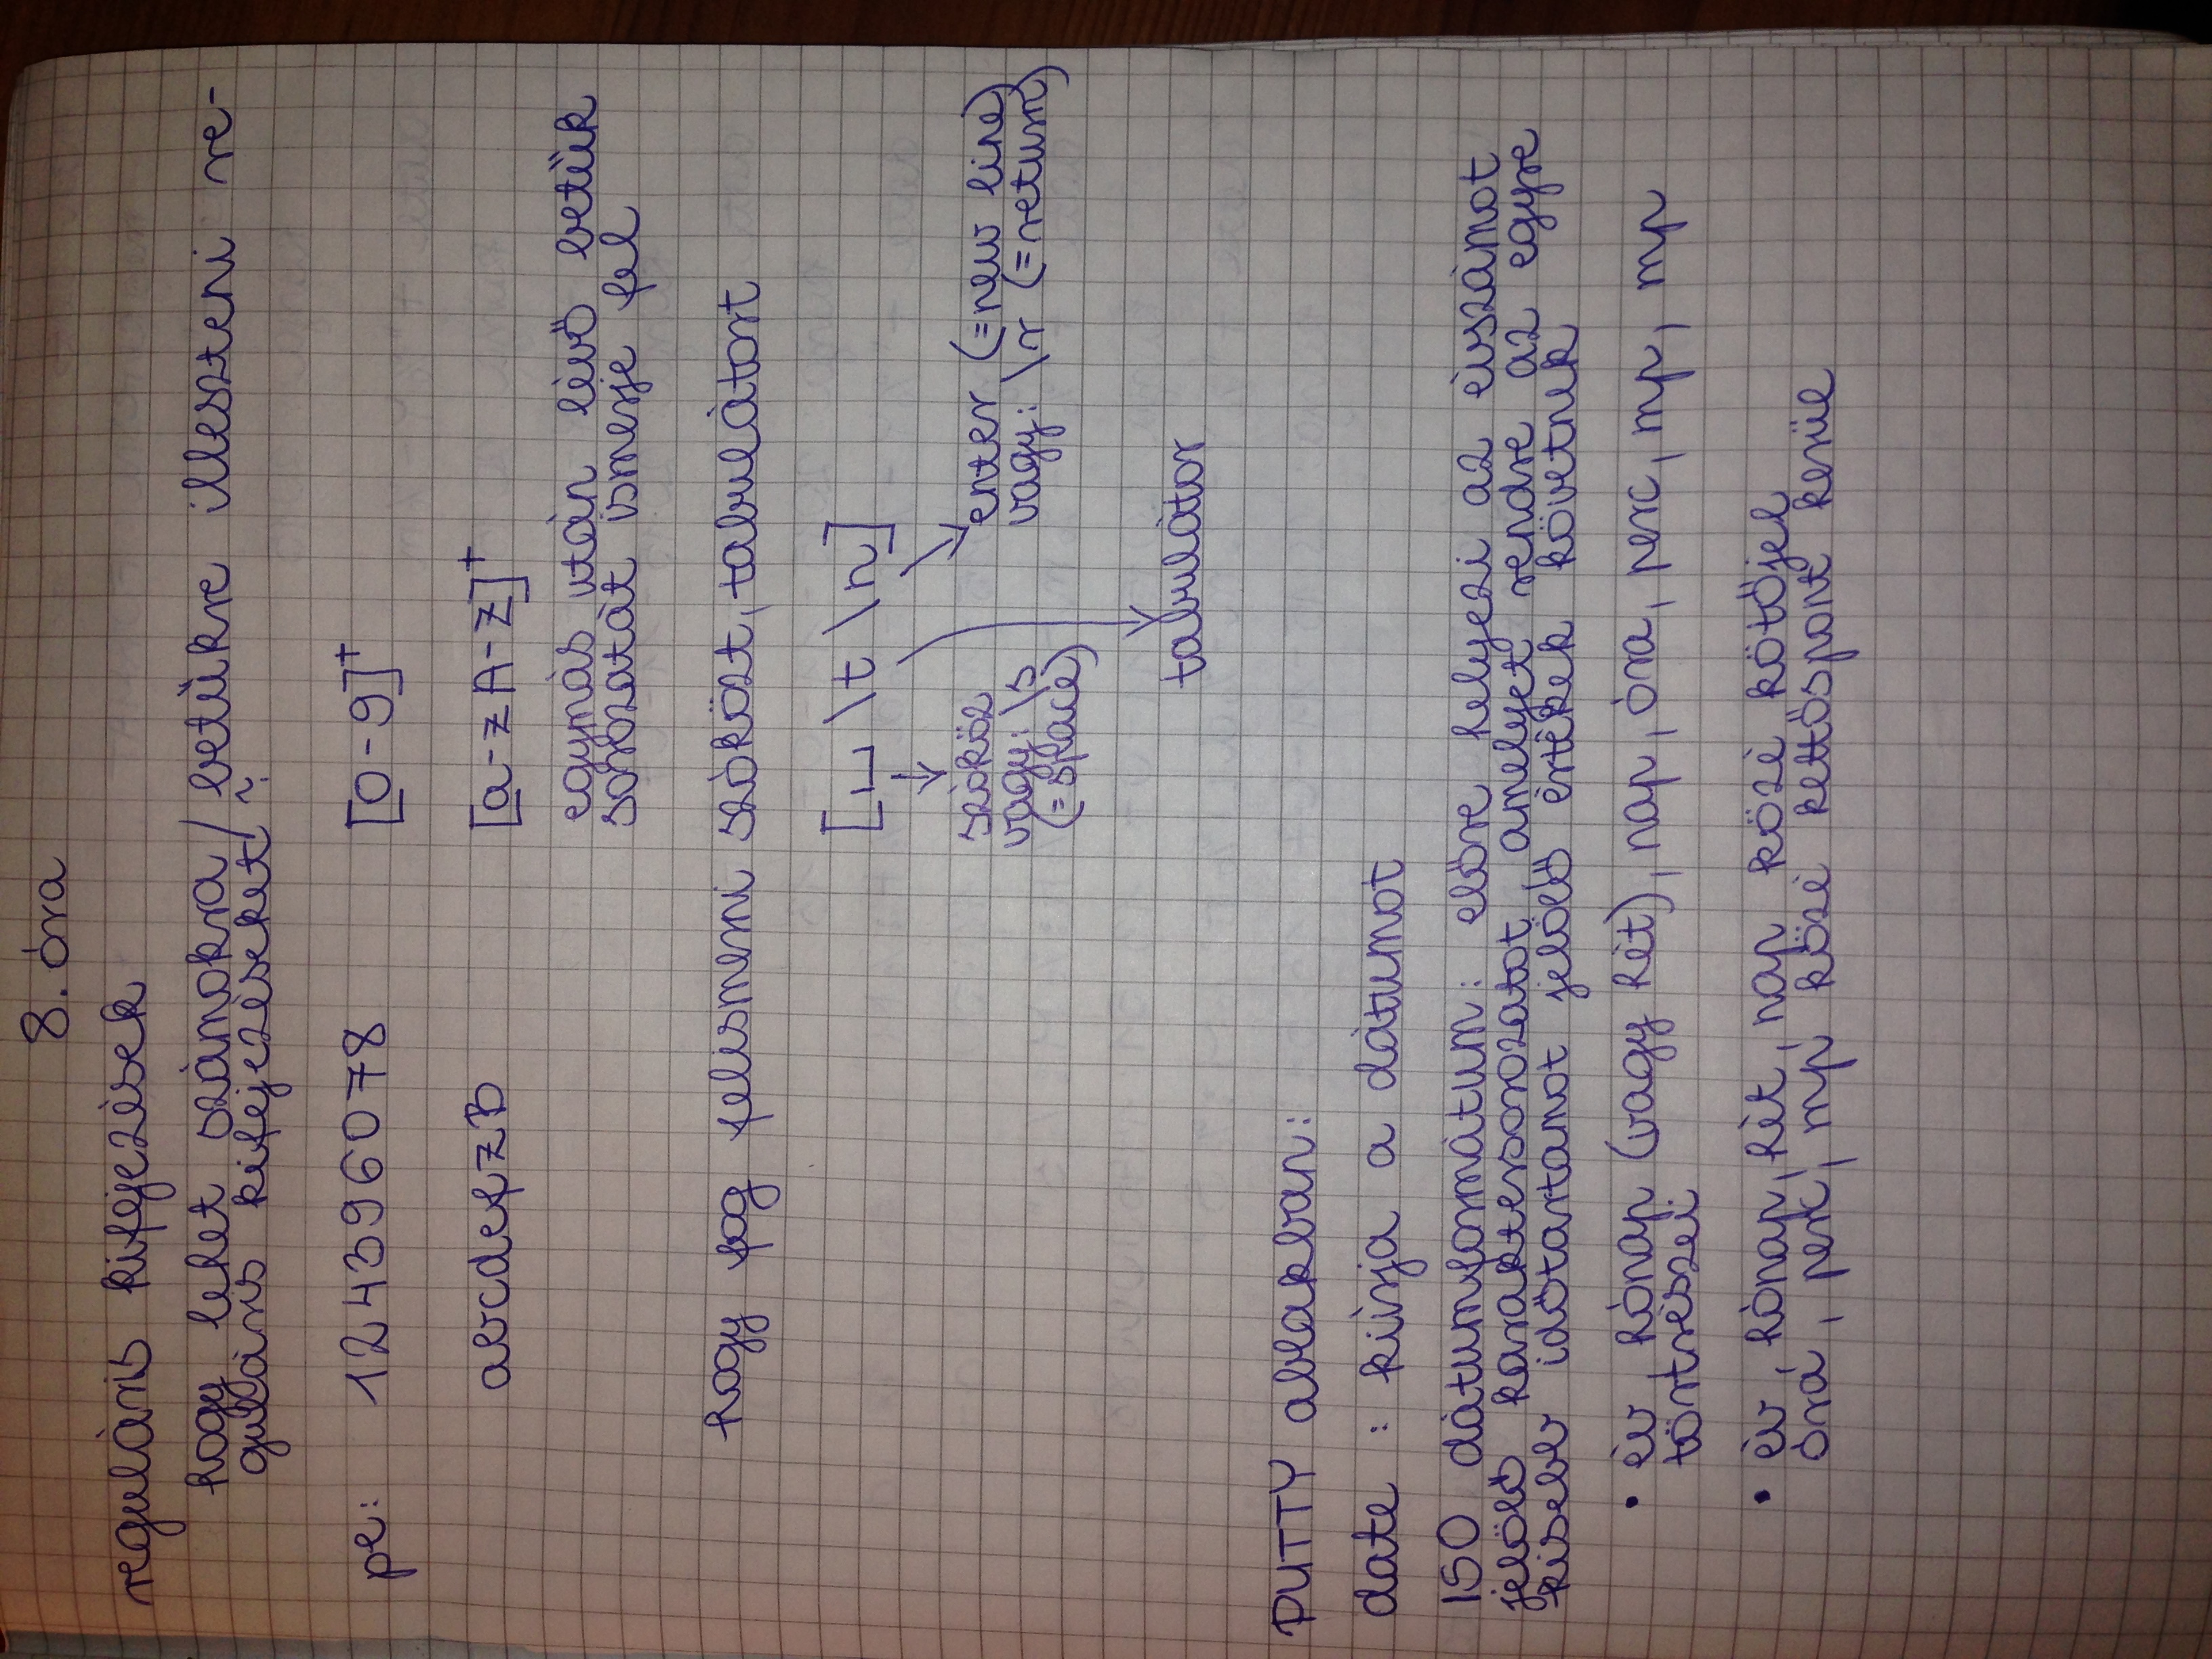 8. óra
reguláris kifejezések
hogy lehet számokra / betűkre illeszteni re-
guláris kifejezéseket?
pl: 124396078 [0-9]+
abcdefzB [a-zA-Z]+
egymás után lévő betűk
sorozatát ismerje fel
hogy fog felismerni szóközt, tabulátort
[⌴ \t \n]
szóköz
vagy: \s
(=space)
enter (=new line)
vagy: \r (=return)
tabulátor
PUTTY ablakban:
date : kiírja a dátumot
ISO dátumformátum: előre helyezi az évszámot
jelölő karaktersorozatot, amelyet rendre az egyre
kisebb időtartamot jelölő értékek követnek
• év, hónap (vagy hét), nap, óra, perc, mp, mp
törtrészei
• év, hónap, hét, nap közé kötőjel
óra, perc, mp közé kettőspont kerül